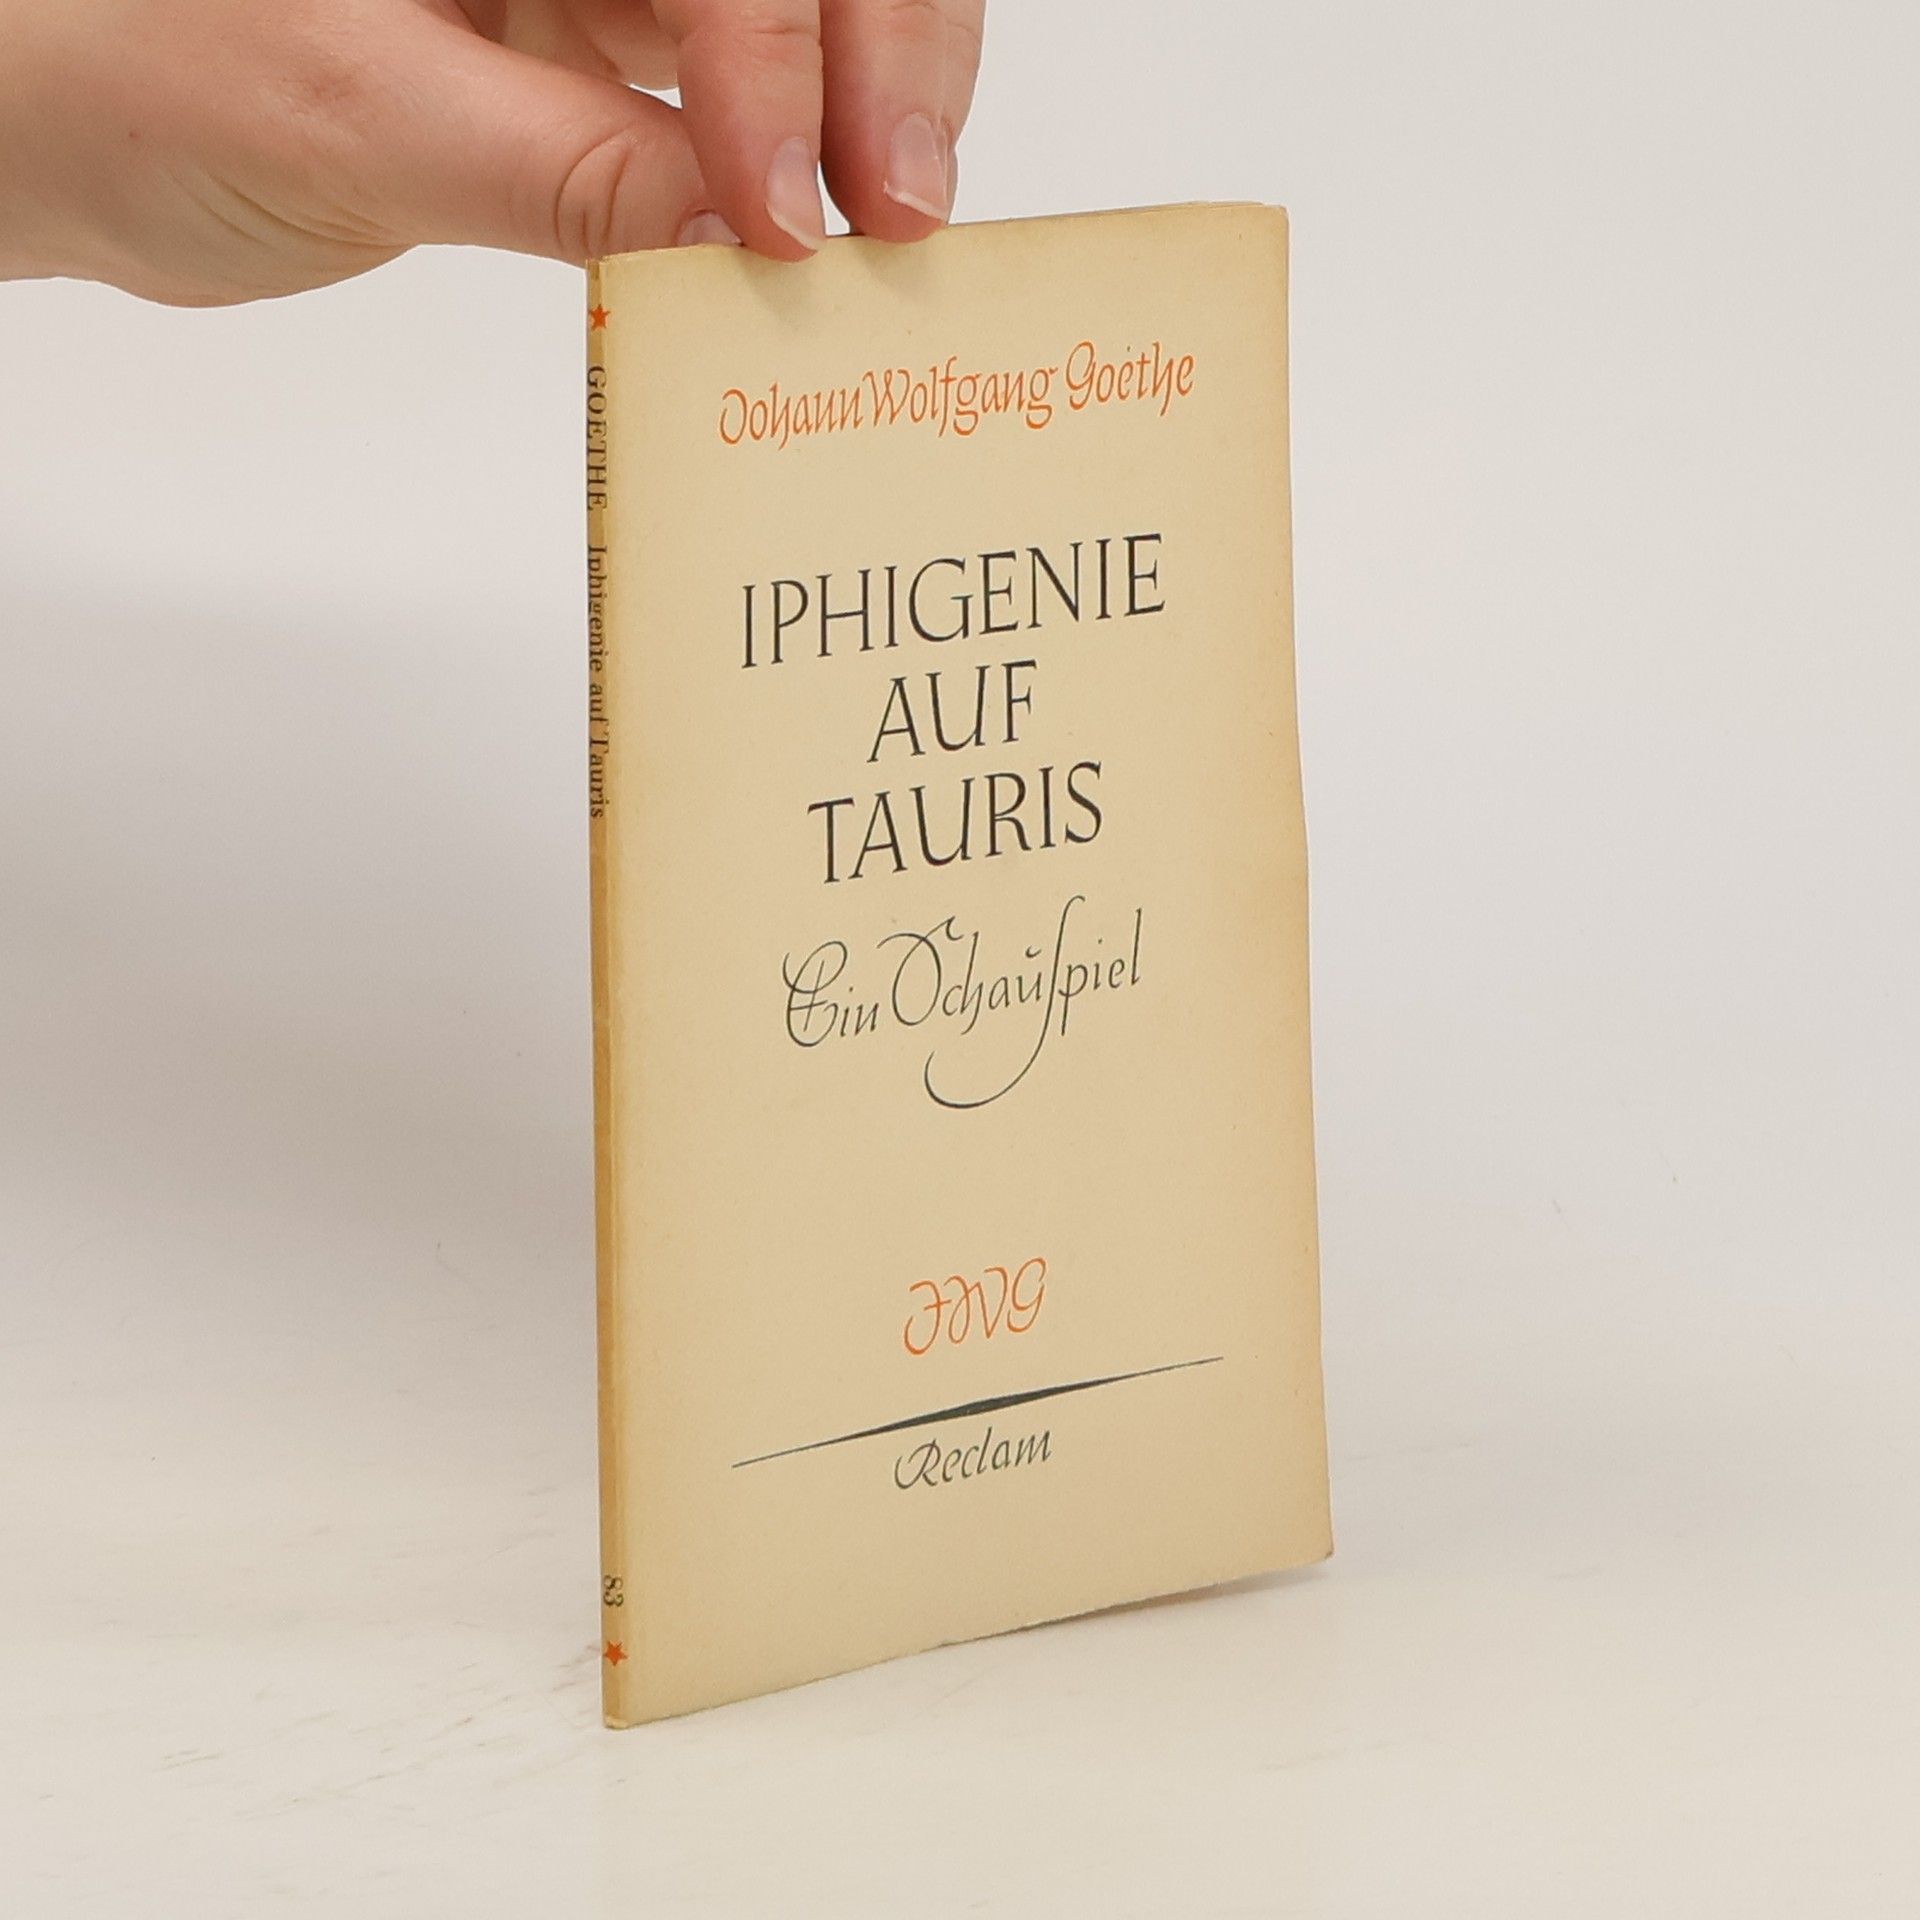 Johann Wolfgang Goethe
IPHIGENIE
AUF
TAURIS
Ein Schauſpiel
JWG
Reclam
GOETHE Iphigenie auf Tauris 83